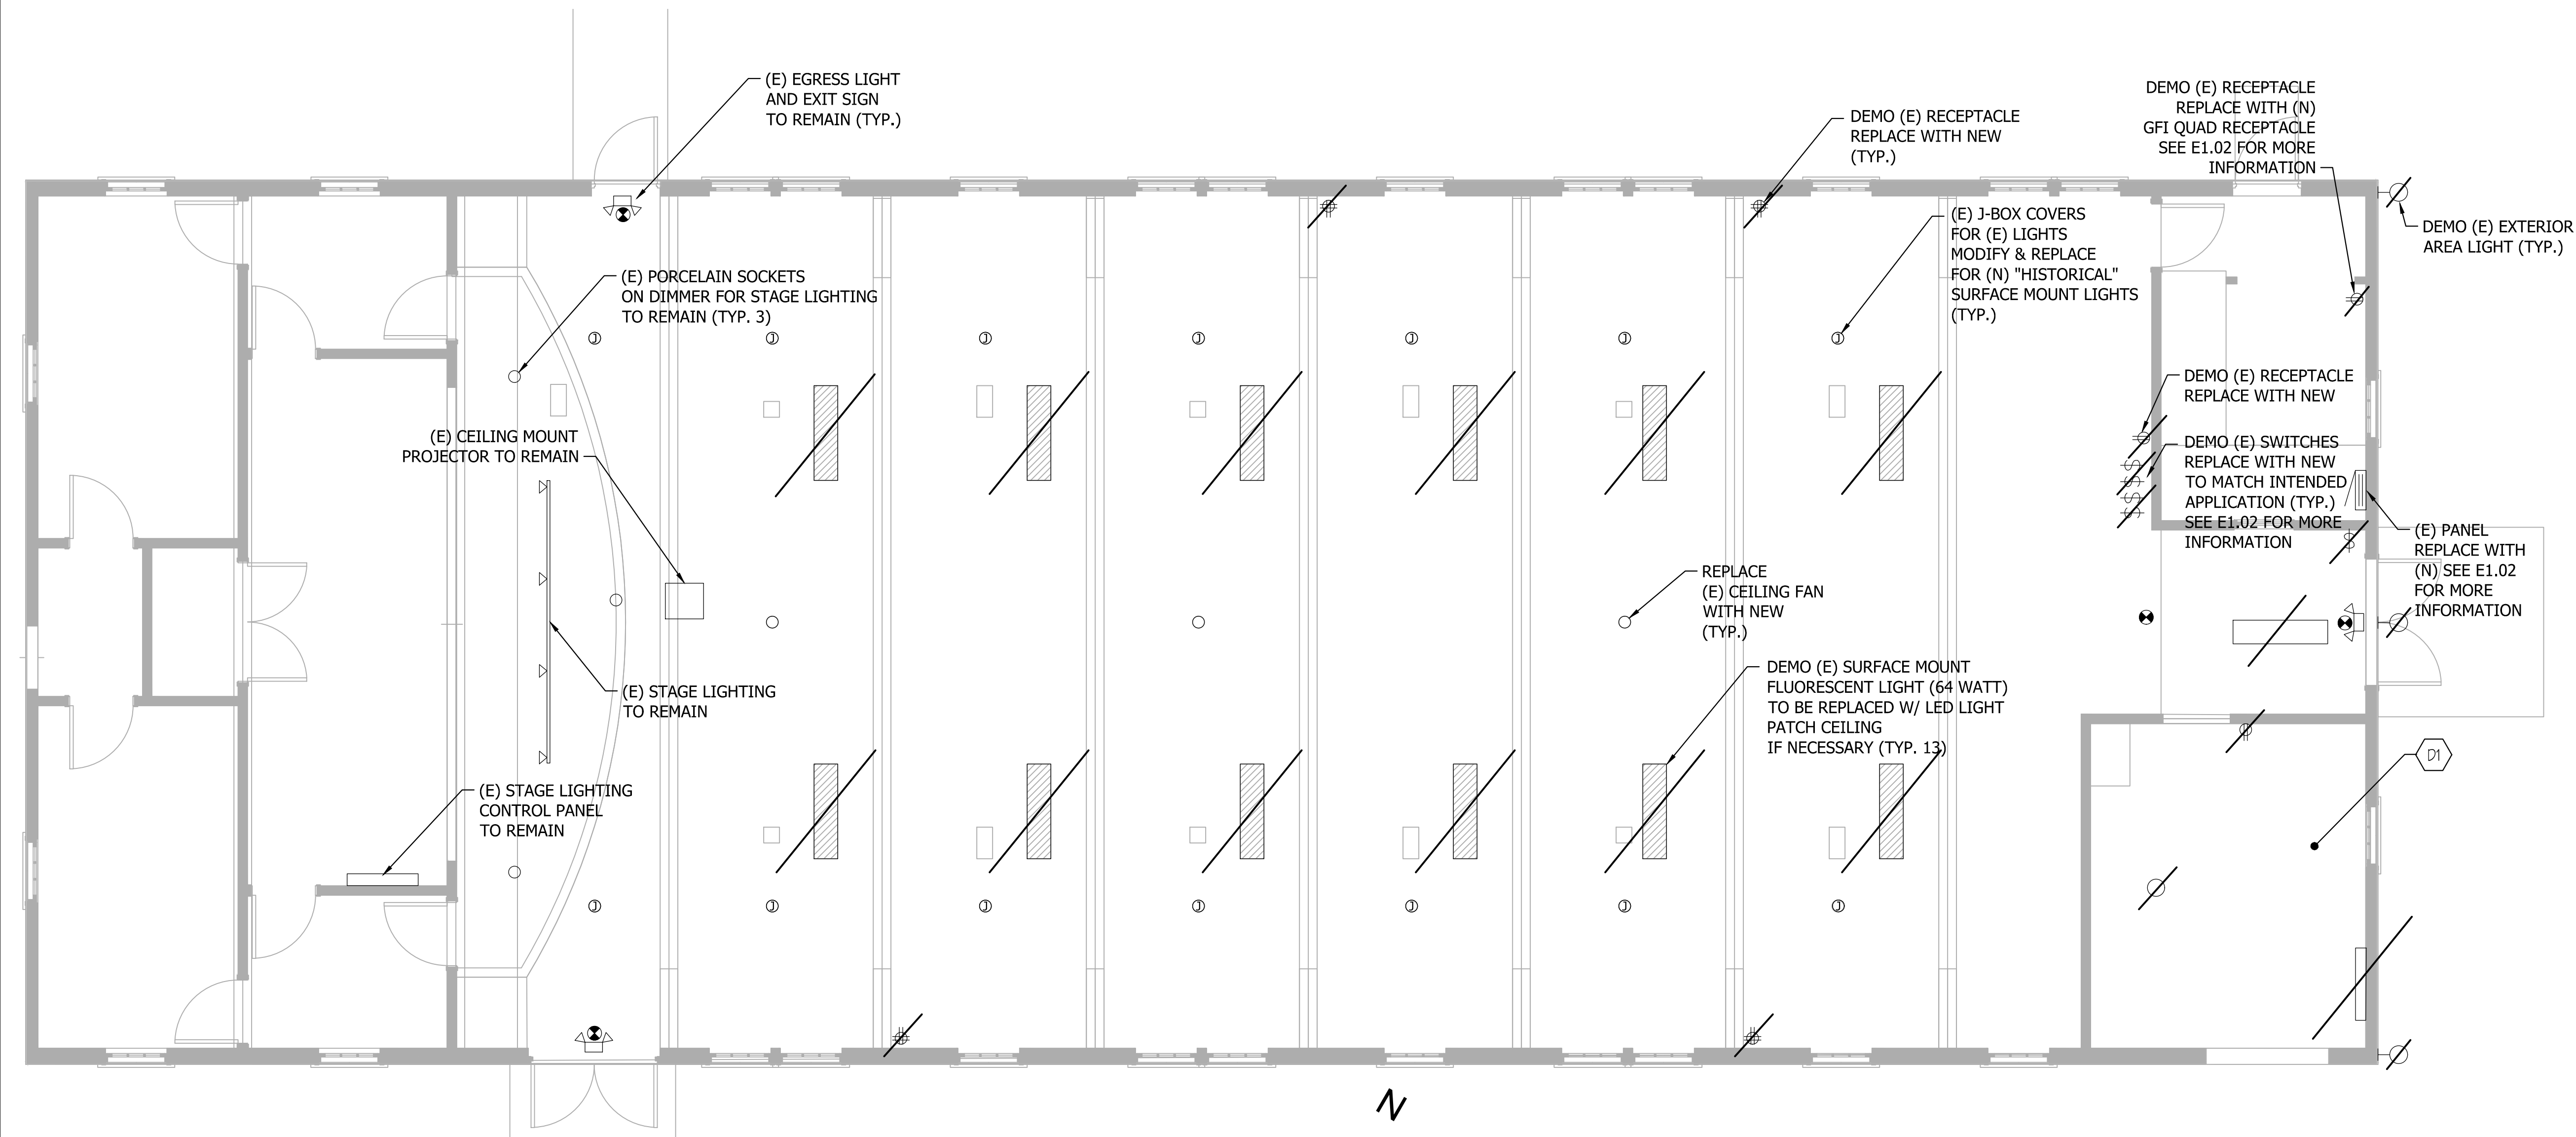 (E) EGRESS LIGHT
AND EXIT SIGN
TO REMAIN (TYP.)
DEMO (E) RECEPTACLE
REPLACE WITH NEW
(TYP.)
DEMO (E) RECEPTACLE
REPLACE WITH (N)
GFI QUAD RECEPTACLE
SEE E1.02 FOR MORE
INFORMATION
(E) J-BOX COVERS
FOR (E) LIGHTS
MODIFY & REPLACE
FOR (N) "HISTORICAL"
SURFACE MOUNT LIGHTS
(TYP.)
DEMO (E) EXTERIOR
AREA LIGHT (TYP.)
(E) PORCELAIN SOCKETS
ON DIMMER FOR STAGE LIGHTING
TO REMAIN (TYP. 3)
J
J
J
J
J
J
J
DEMO (E) RECEPTACLE
REPLACE WITH NEW
(E) CEILING MOUNT
PROJECTOR TO REMAIN
DEMO (E) SWITCHES
REPLACE WITH NEW
TO MATCH INTENDED
APPLICATION (TYP.)
SEE E1.02 FOR MORE
INFORMATION
$
$
$
$
$
(E) PANEL
REPLACE WITH
(N) SEE E1.02
FOR MORE
INFORMATION
REPLACE
(E) CEILING FAN
WITH NEW
(TYP.)
(E) STAGE LIGHTING
TO REMAIN
DEMO (E) SURFACE MOUNT
FLUORESCENT LIGHT (64 WATT)
TO BE REPLACED W/ LED LIGHT
PATCH CEILING
IF NECESSARY (TYP. 13)
D1
(E) STAGE LIGHTING
CONTROL PANEL
TO REMAIN
J
J
J
J
J
J
J
N